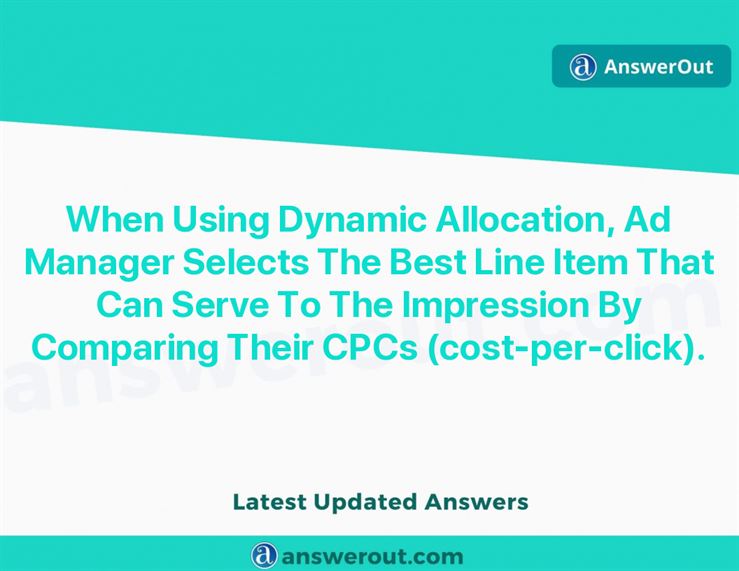 AnswerOut
When Using Dynamic Allocation, Ad
Manager Selects The Best Line Item That
Can Serve To The Impression By
Comparing Their CPCs (cost-per-click).
answerout.com
Latest Updated Answers
answerout.com